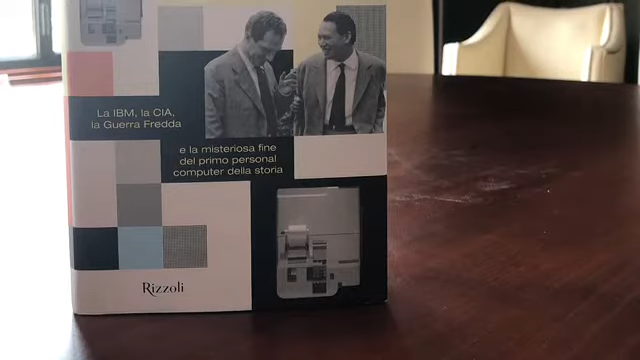 La IBM, la CIA,
la Guerra Fredda
e la misteriosa fine
del primo personal
computer della storia
Rizzoli